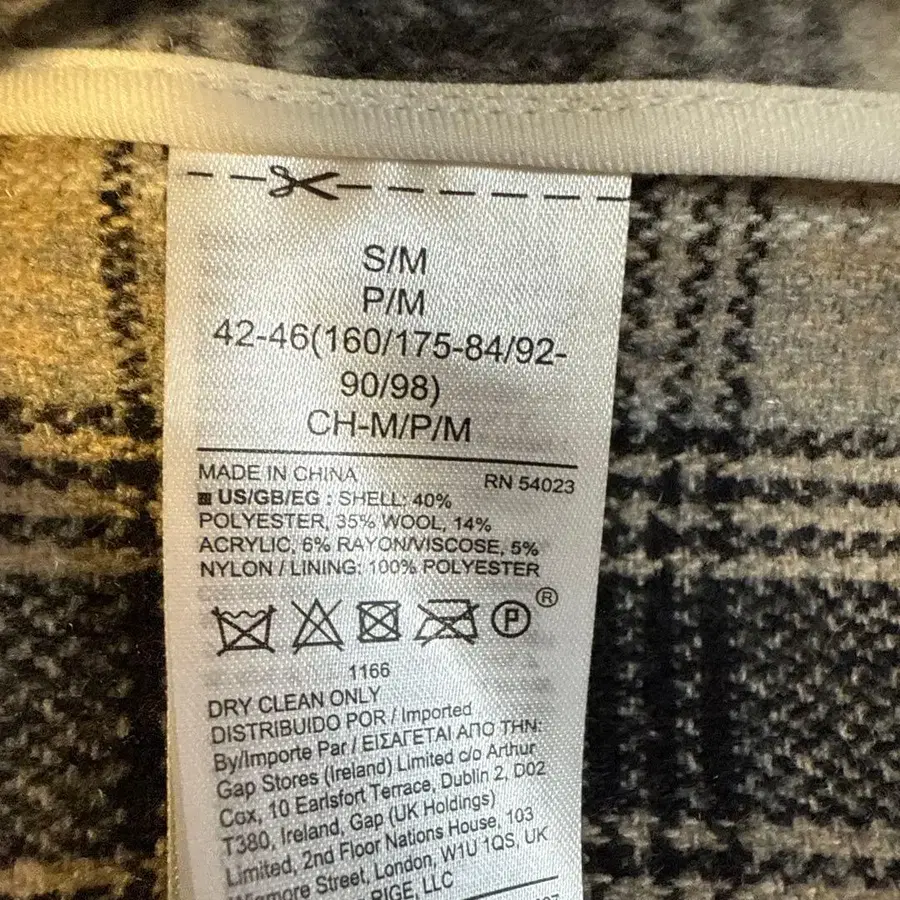 S/M
P/M
42-46(160/175-84/92-
90/98)
CH-M/P/M
MADE IN CHINA RN 54023
US/GB/EG : SHELL: 40%
POLYESTER, 35% WOOL, 14%
ACRYLIC, 6% RAYON/VISCOSE, 5%
NYLON / LINING: 100% POLYESTER
P ®
1166
DRY CLEAN ONLY
DISTRIBUIDO POR / Imported
By/Importe Par / ΕΙΣΑΓΕΤΑΙ ΑΠΟ ΤΗΝ:
Gap Stores (Ireland) Limited c/o Arthur
Cox, 10 Earlsfort Terrace, Dublin 2, D02
T380, Ireland, Gap (UK Holdings)
Limited, 2nd Floor Nations House, 103
Wigmore Street, London, W1U 1QS, UK
LLC